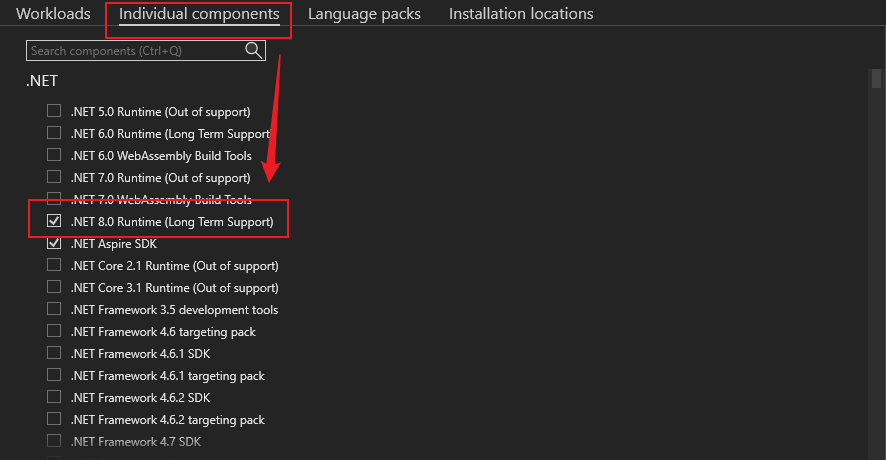 Workloads Individual components Language packs Installation locations
Search components (Ctrl+Q)
.NET
.NET 5.0 Runtime (Out of support)
.NET 6.0 Runtime (Long Term Support)
.NET 6.0 WebAssembly Build Tools
.NET 7.0 Runtime (Out of support)
.NET 7.0 WebAssembly Build Tools
.NET 8.0 Runtime (Long Term Support)
.NET Aspire SDK
.NET Core 2.1 Runtime (Out of support)
.NET Core 3.1 Runtime (Out of support)
.NET Framework 3.5 development tools
.NET Framework 4.6 targeting pack
.NET Framework 4.6.1 SDK
.NET Framework 4.6.1 targeting pack
.NET Framework 4.6.2 SDK
.NET Framework 4.6.2 targeting pack
.NET Framework 4.7 SDK